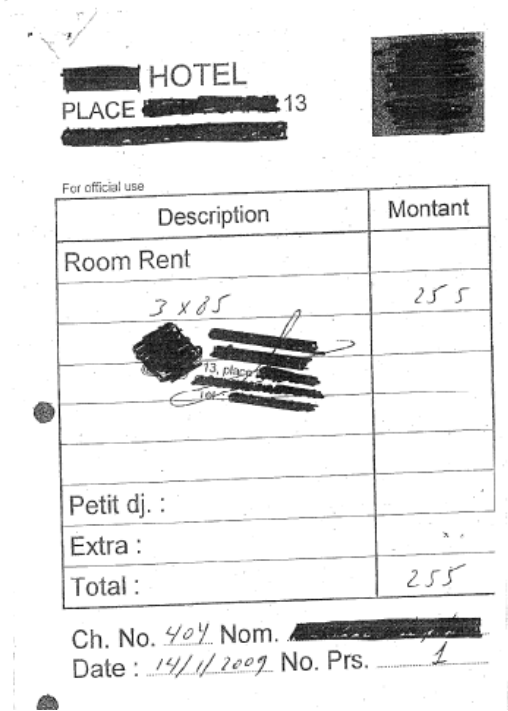 HOTEL
PLACE 13
For official use
Description Montant
Room Rent
3 x 85 255
13, place
Petit dj. :
Extra :
Total : 255
Ch. No. 404 Nom.
Date : 14/1/2009 No. Prs. 1